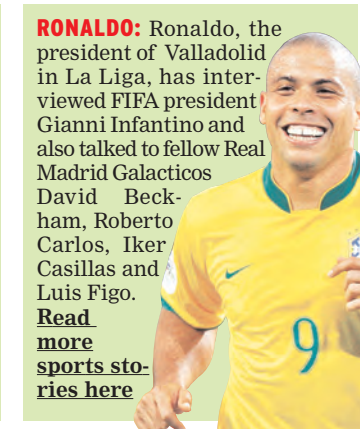 RONALDO: Ronaldo, the
president of Valladolid
in La Liga, has inter-
viewed FIFA president
Gianni Infantino and
also talked to fellow Real
Madrid Galacticos
David Beck-
ham, Roberto
Carlos, Iker
Casillas and
Luis Figo.
Read
more
sports sto-
ries here
9